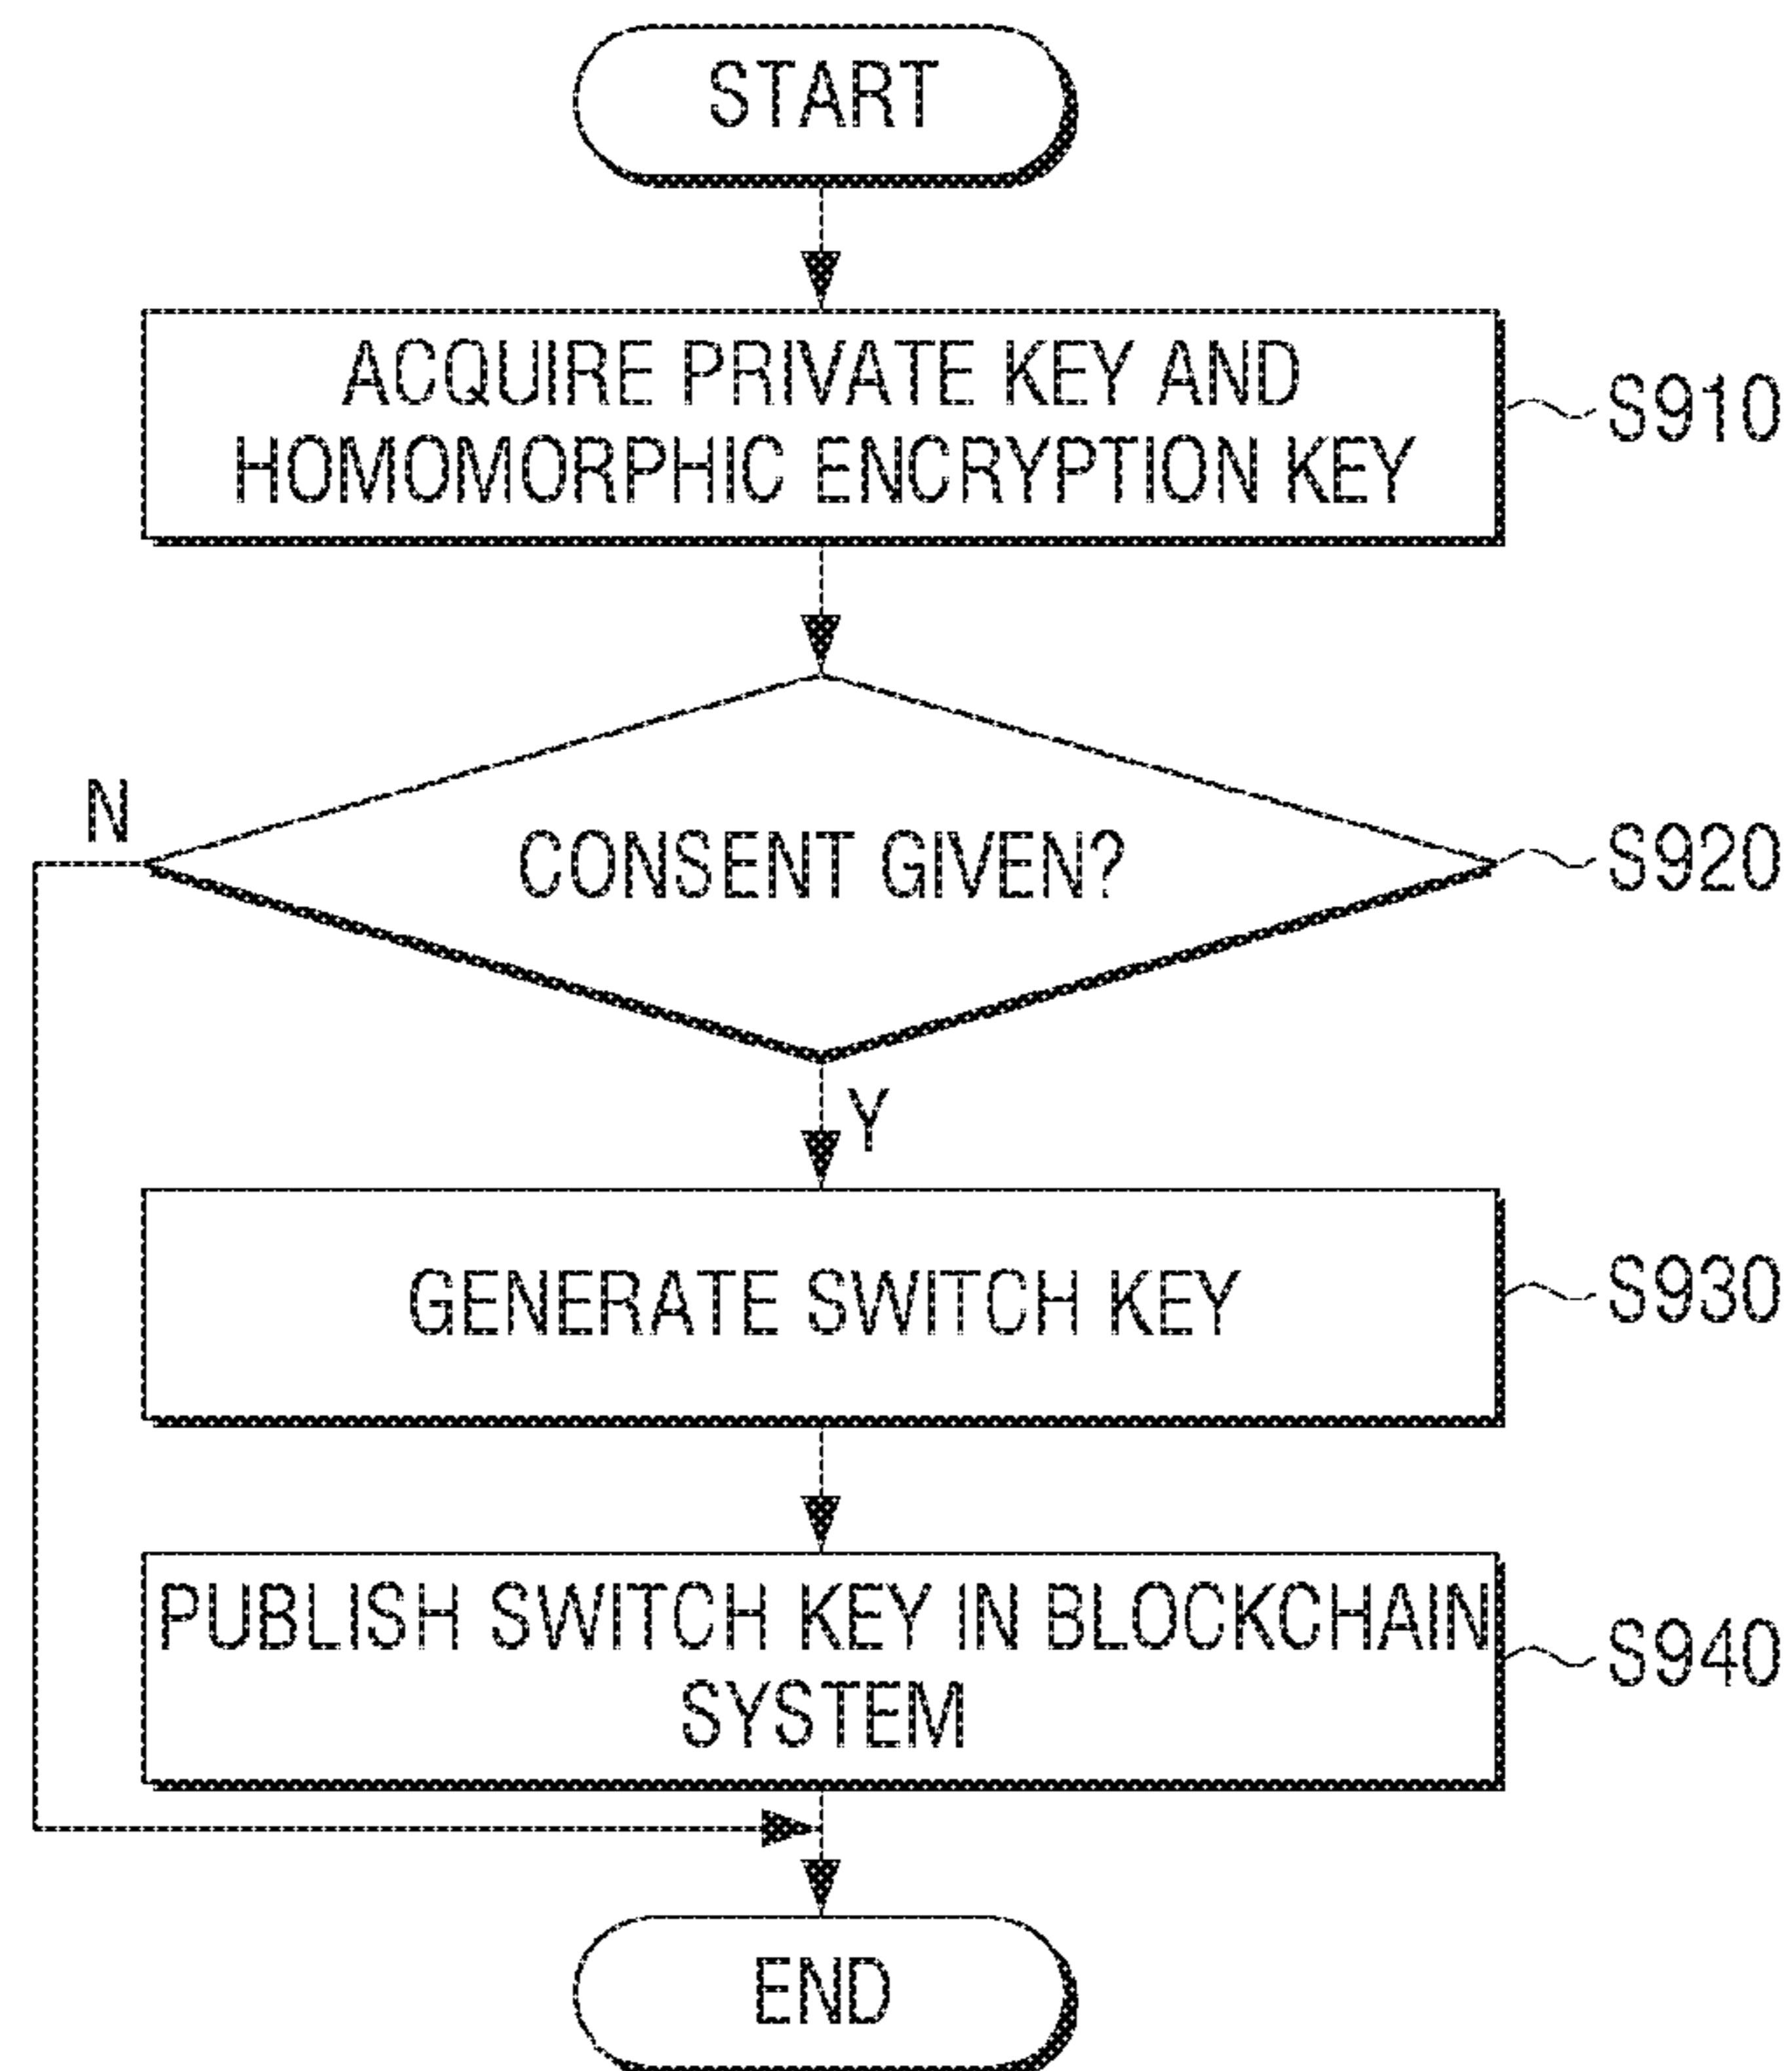 START
ACQUIRE PRIVATE KEY AND
HOMOMORPHIC ENCRYPTION KEY
S910
N
CONSENT GIVEN?
S920
Y
GENERATE SWITCH KEY
S930
PUBLISH SWITCH KEY IN BLOCKCHAIN
SYSTEM
S940
END